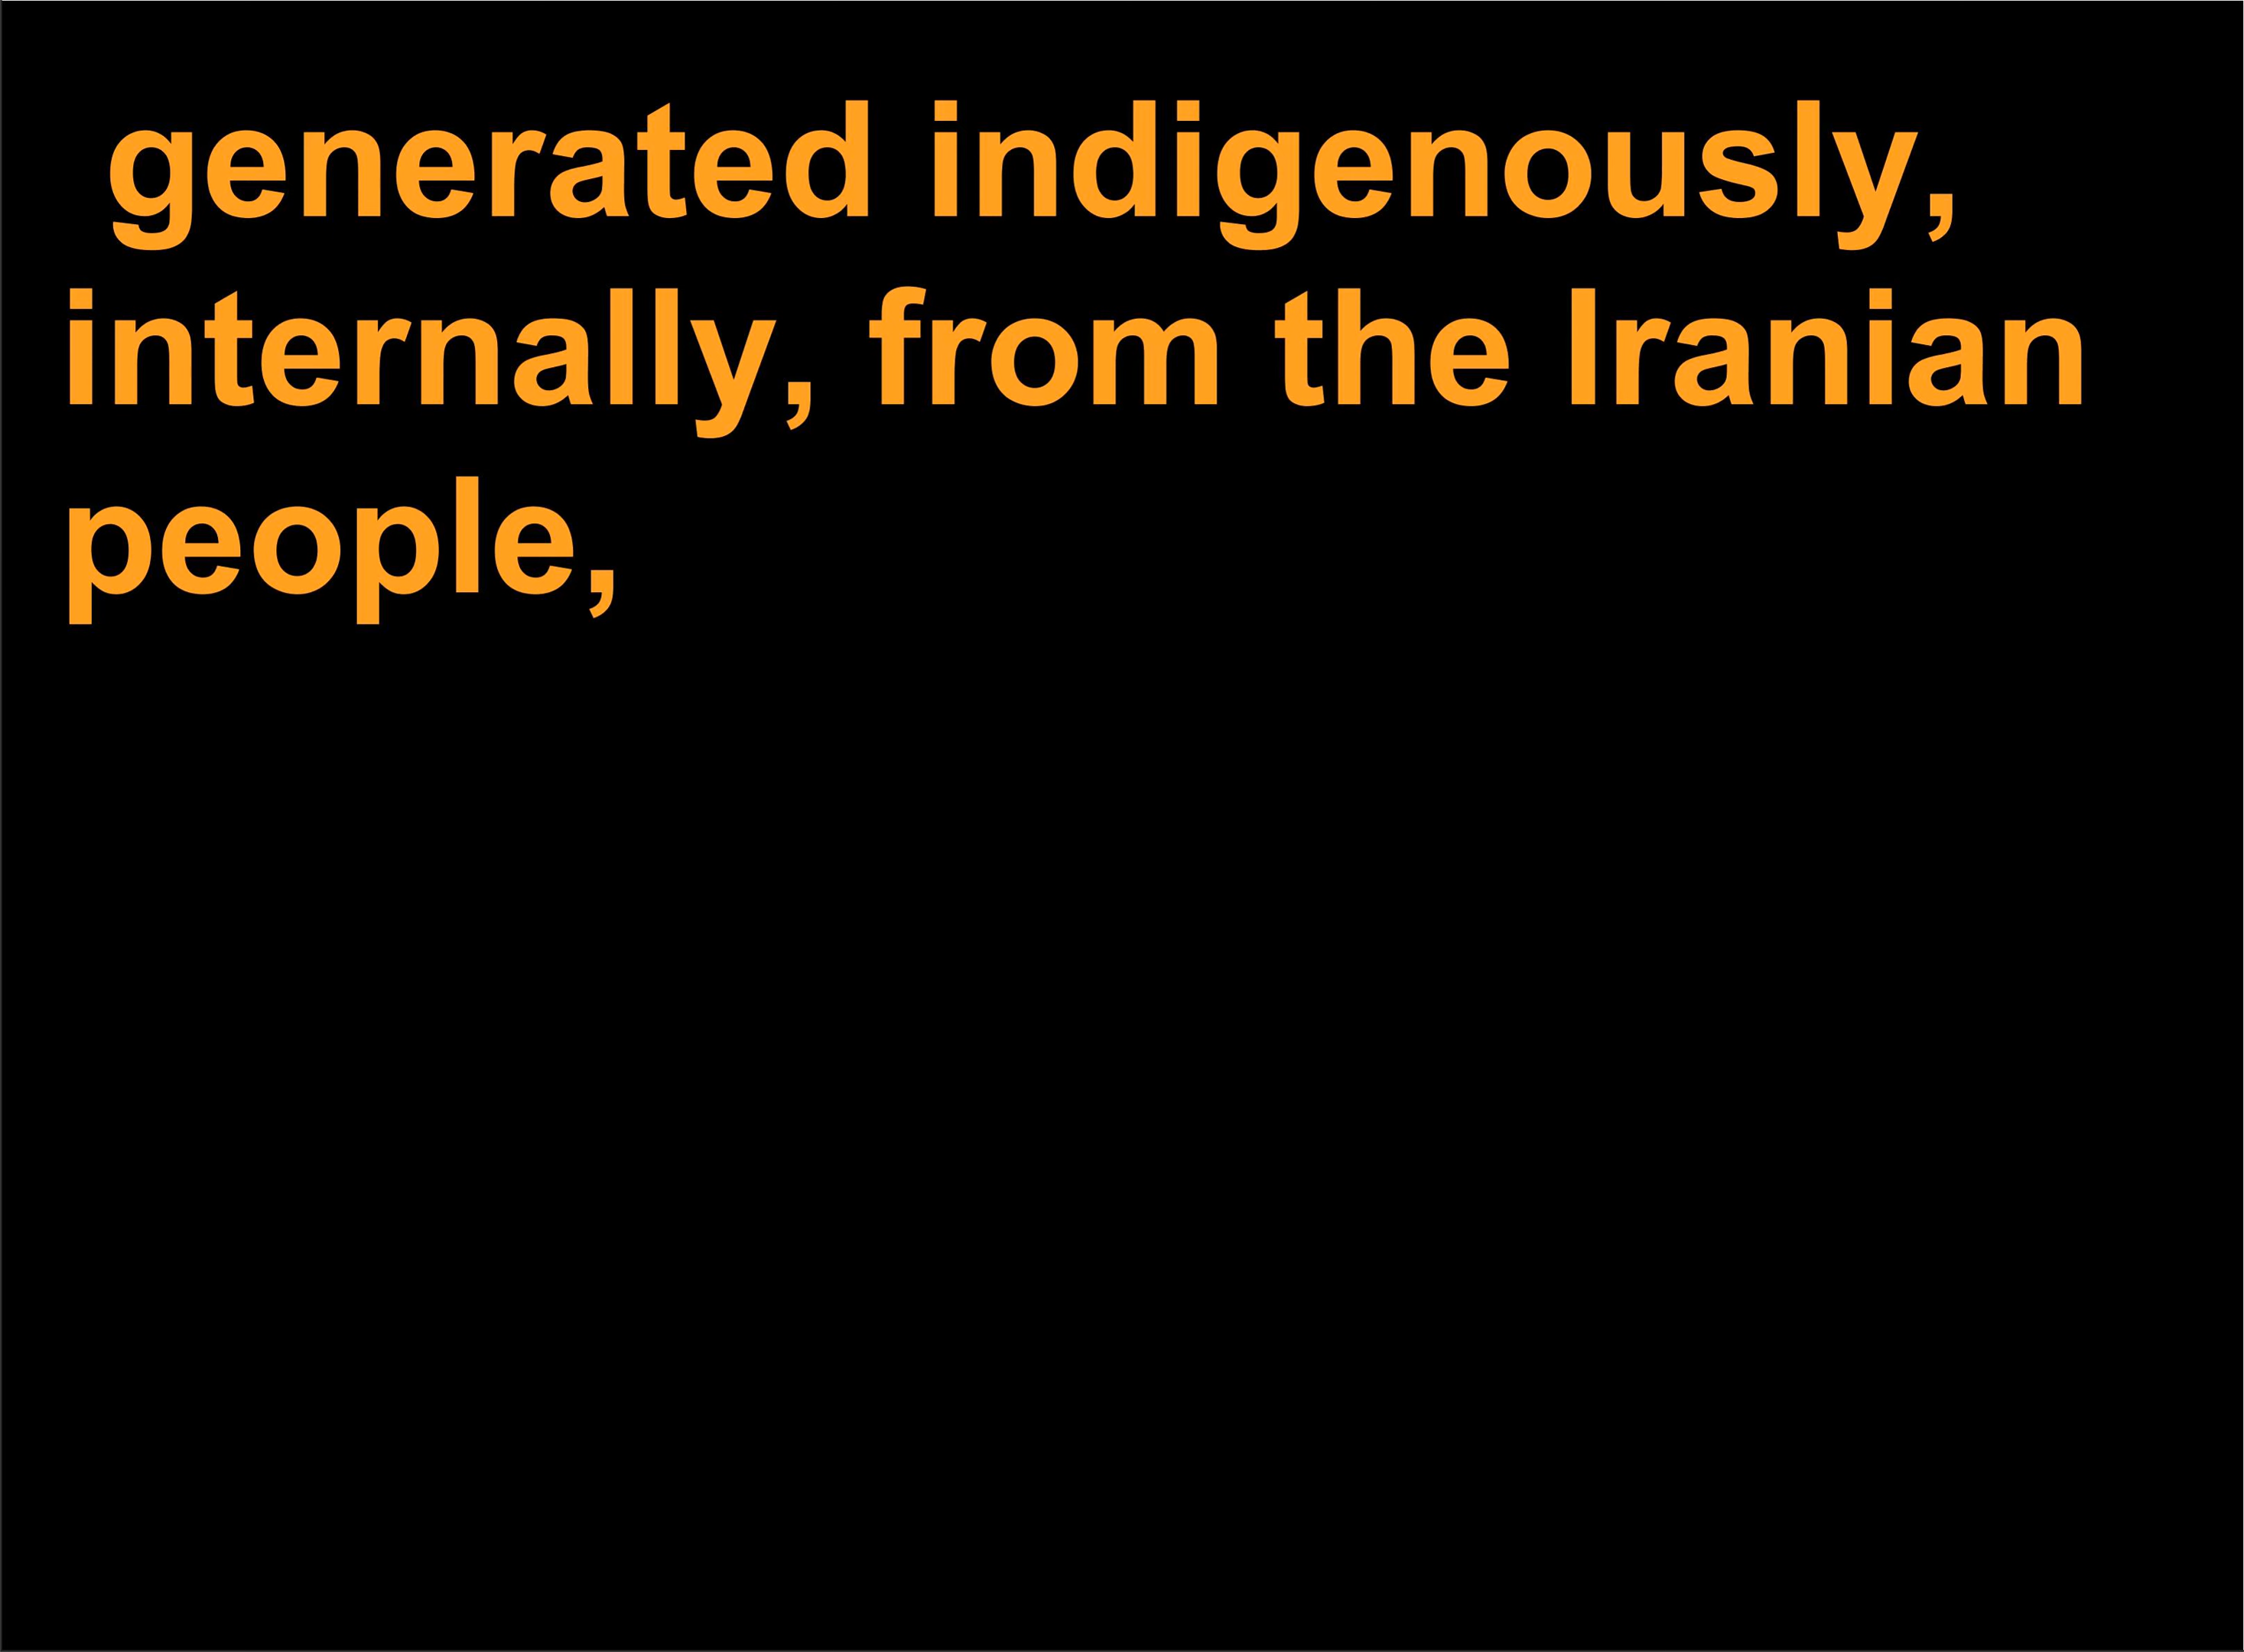 generated indigenously,
internally, from the Iranian
people,